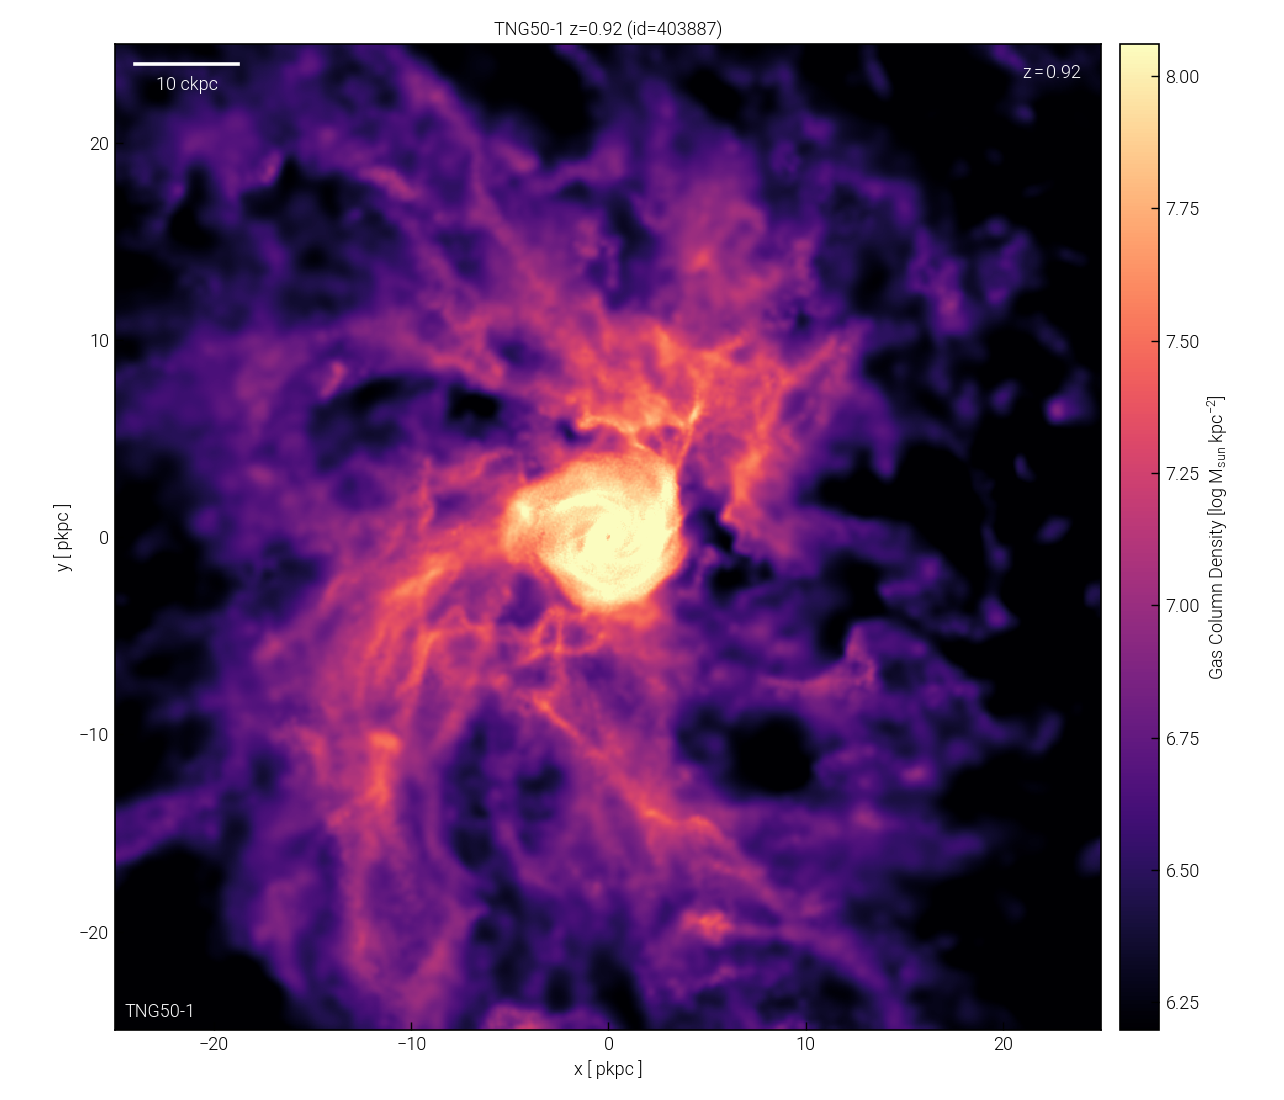 TNG50-1 z=0.92 (id=403887)
10 ckpc
z=0.92
TNG50-1
20
10
0
−10
−20
y [ pkpc ]
−20
−10
0
10
20
x [ pkpc ]
8.00
7.75
7.50
7.25
7.00
6.75
6.50
6.25
Gas Column Density [log M_sun kpc^−2]